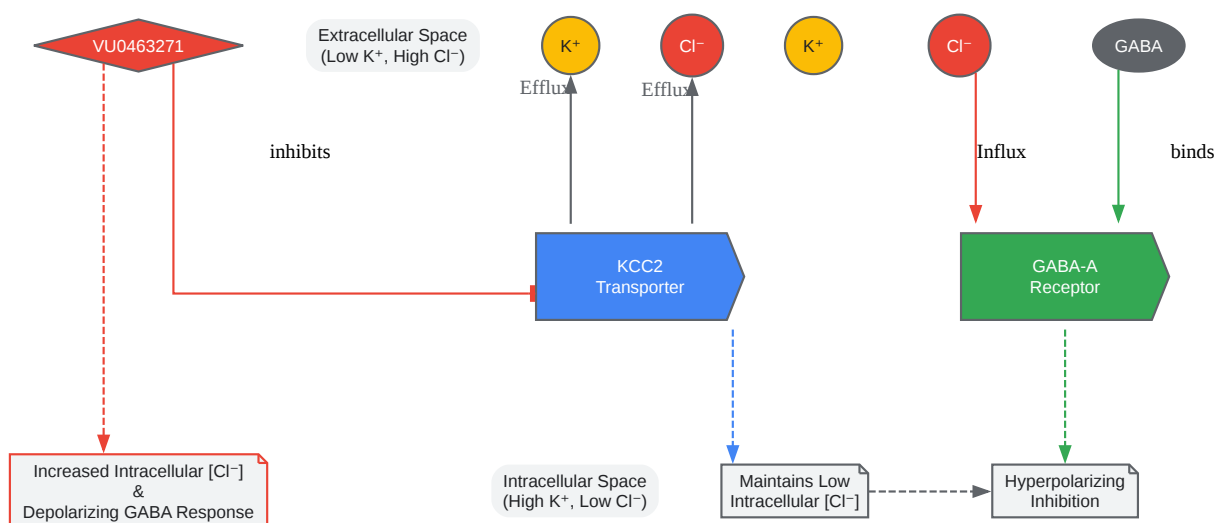 VU0463271
Extracellular Space
(Low K⁺, High Cl⁻)
K⁺
Cl⁻
K⁺
Cl⁻
GABA
Efflux
Efflux
inhibits
Influx
binds
KCC2
Transporter
GABA-A
Receptor
Increased Intracellular [Cl⁻]
&
Depolarizing GABA Response
Intracellular Space
(High K⁺, Low Cl⁻)
Maintains Low
Intracellular [Cl⁻]
Hyperpolarizing
Inhibition